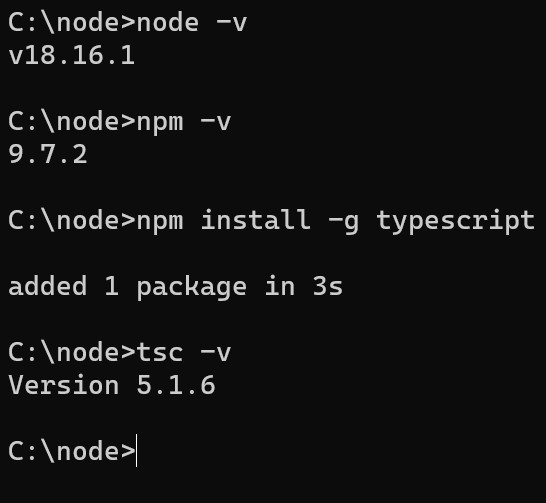 C:\node>node -v
v18.16.1
C:\node>npm -v
9.7.2
C:\node>npm install -g typescript
added 1 package in 3s
C:\node>tsc -v
Version 5.1.6
C:\node>